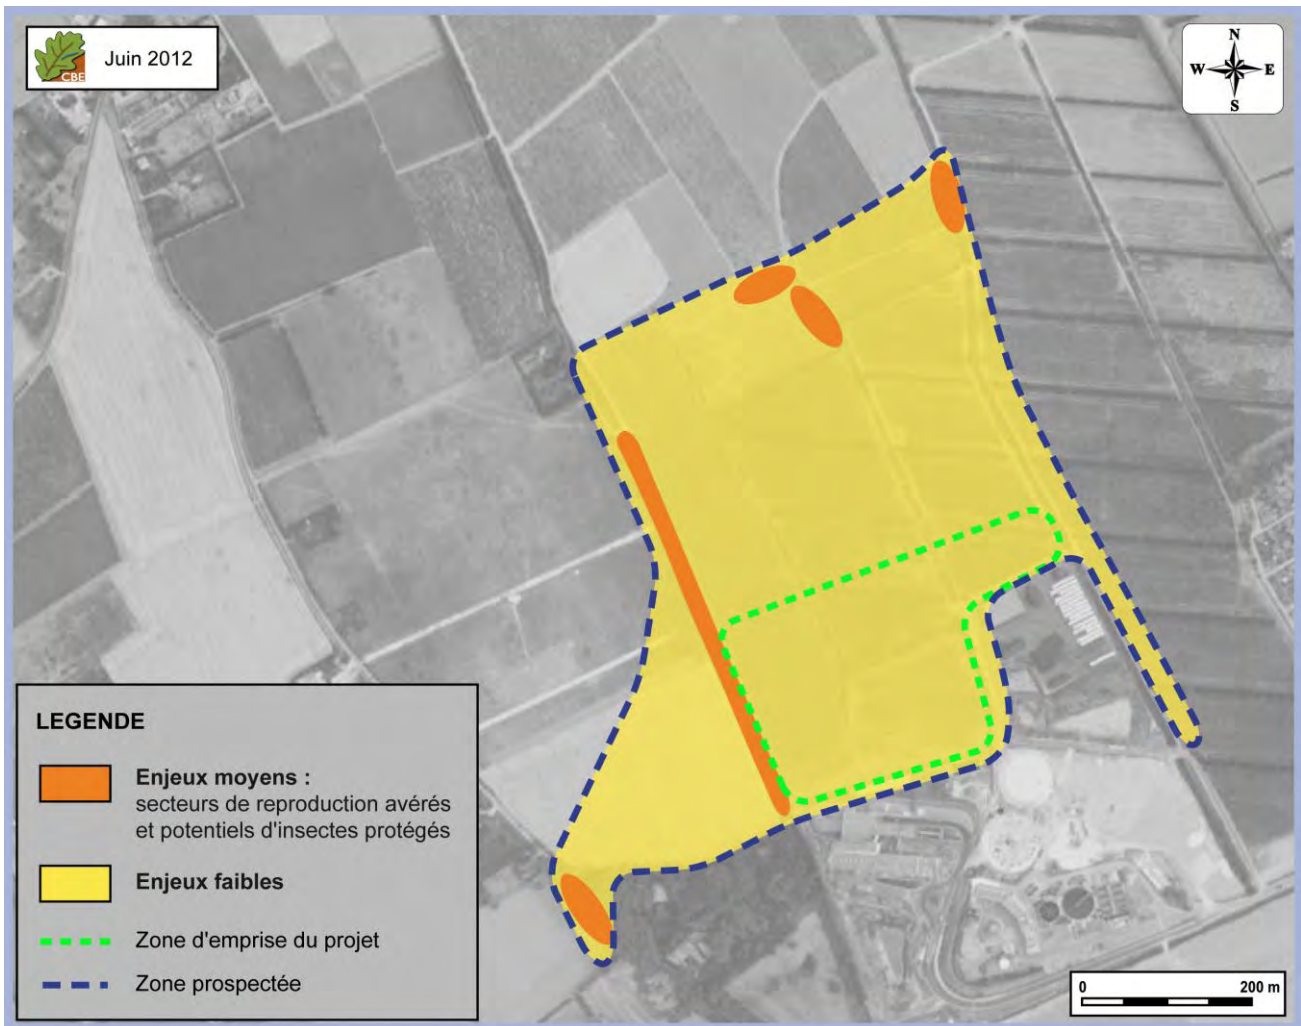 CBE
Juin 2012
N
W E
S
LEGENDE
Enjeux moyens :
secteurs de reproduction avérés
et potentiels d'insectes protégés
Enjeux faibles
Zone d'emprise du projet
Zone prospectée
0 200 m